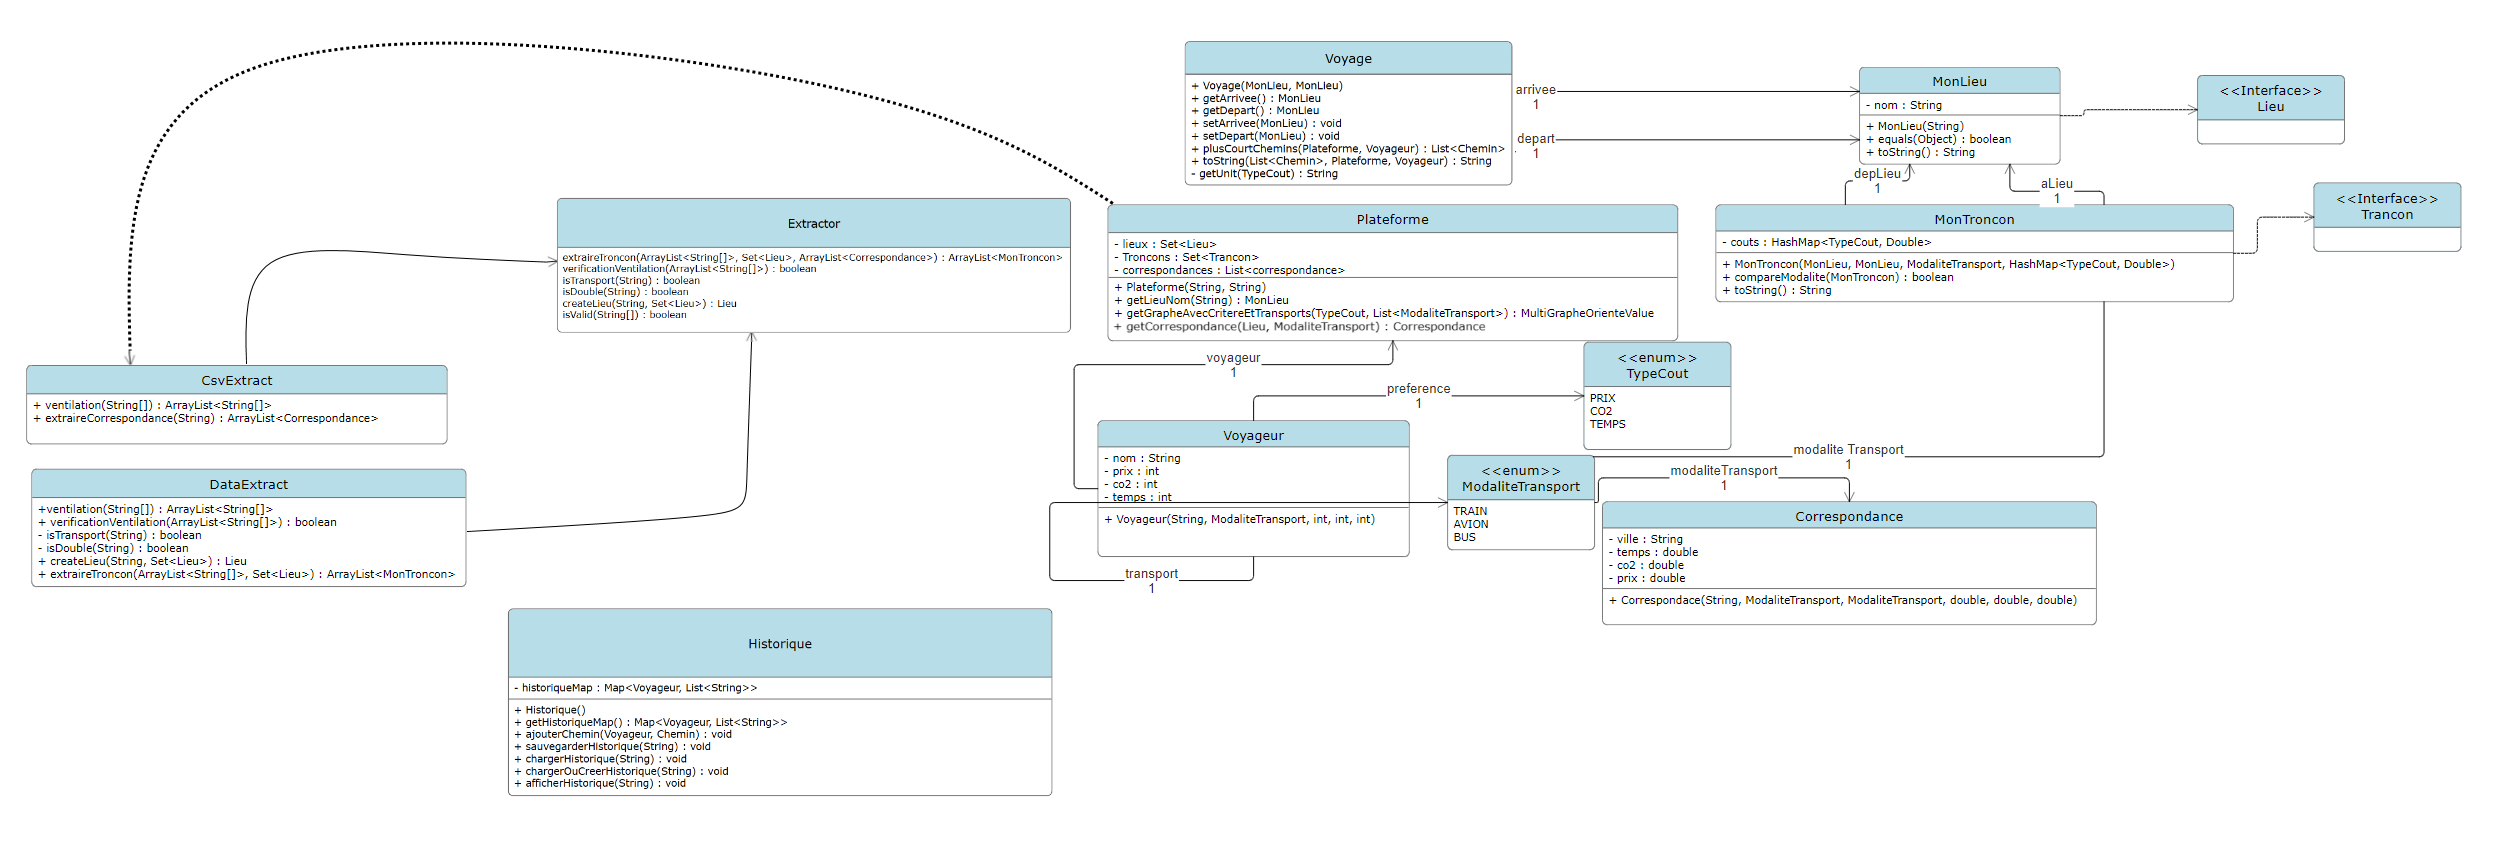 Voyage
+ Voyage(MonLieu, MonLieu)
+ getArrivee() : MonLieu
+ getDepart() : MonLieu
+ setArrivee(MonLieu) : void
+ setDepart(MonLieu) : void
+ plusCourtChemins(Plateforme, Voyageur) : List<Chemin>
+ toString(List<Chemin>, Plateforme, Voyageur) : String
- getUnit(TypeCout) : String
arrivee
1
depart
1
MonLieu
- nom : String
+ MonLieu(String)
+ equals(Object) : boolean
+ toString() : String
<<Interface>>
Lieu
depLieu
1
aLieu
1
<<Interface>>
Trancon
MonTroncon
- couts : HashMap<TypeCout, Double>
+ MonTroncon(MonLieu, MonLieu, ModaliteTransport, HashMap<TypeCout, Double>)
+ compareModalite(MonTroncon) : boolean
+ toString() : String
Extractor
extraireTroncon(ArrayList<String[]>, Set<Lieu>, ArrayList<Correspondance>) : ArrayList<MonTroncon>
verificationVentilation(ArrayList<String[]>) : boolean
isTransport(String) : boolean
isDouble(String) : boolean
createLieu(String, Set<Lieu>) : Lieu
isValid(String[]) : boolean
Plateforme
- lieux : Set<Lieu>
- Troncons : Set<Trancon>
- correspondances : List<correspondance>
+ Plateforme(String, String)
+ getLieuNom(String) : MonLieu
+ getGrapheAvecCritereEtTransports(TypeCout, List<ModaliteTransport>) : MultiGrapheOrienteValue
+ getCorrespondance(Lieu, ModaliteTransport) : Correspondance
voyageur
1
<<enum>>
TypeCout
PRIX
CO2
TEMPS
preference
1
CsvExtract
+ ventilation(String[]) : ArrayList<String[]>
+ extraireCorrespondance(String) : ArrayList<Correspondance>
Voyageur
- nom : String
- prix : int
- co2 : int
- temps : int
+ Voyageur(String, ModaliteTransport, int, int, int)
modalite Transport
1
<<enum>>
ModaliteTransport
TRAIN
AVION
BUS
modaliteTransport
1
DataExtract
+ventilation(String[]) : ArrayList<String[]>
+ verificationVentilation(ArrayList<String[]>) : boolean
- isTransport(String) : boolean
- isDouble(String) : boolean
+ createLieu(String, Set<Lieu>) : Lieu
+ extraireTroncon(ArrayList<String[]>, Set<Lieu>) : ArrayList<MonTroncon>
Correspondance
- ville : String
- temps : double
- co2 : double
- prix : double
+ Correspondace(String, ModaliteTransport, ModaliteTransport, double, double, double)
transport
1
Historique
- historiqueMap : Map<Voyageur, List<String>>
+ Historique()
+ getHistoriqueMap() : Map<Voyageur, List<String>>
+ ajouterChemin(Voyageur, Chemin) : void
+ sauvegarderHistorique(String) : void
+ chargerHistorique(String) : void
+ chargerOuCreerHistorique(String) : void
+ afficherHistorique(String) : void